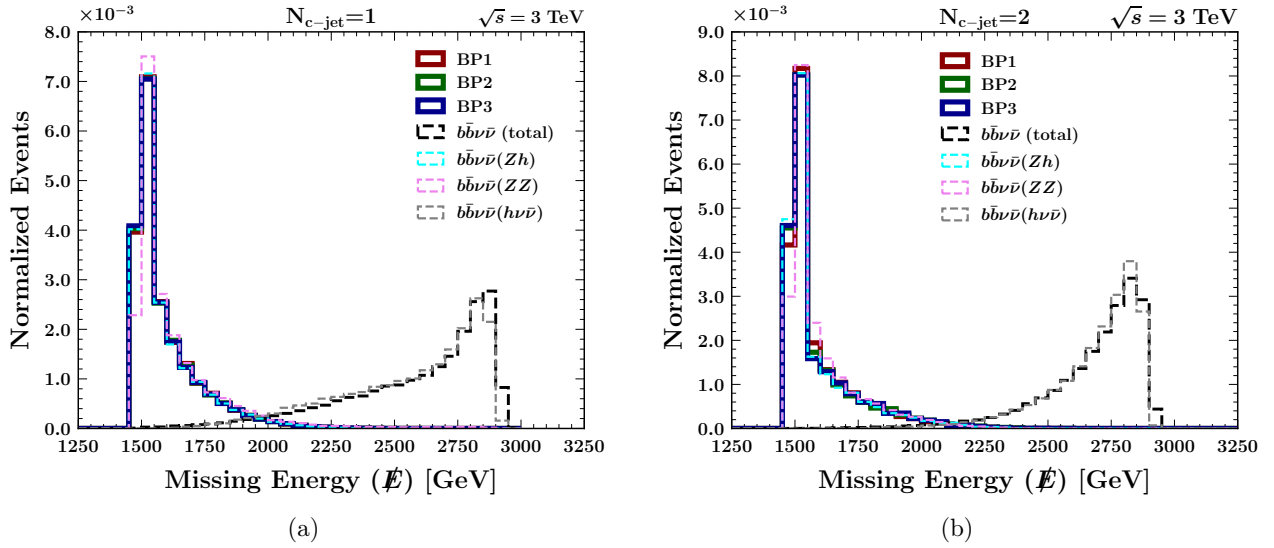 ×10⁻³ N_{c−jet}=1 √s = 3 TeV
8.0
7.0
6.0
5.0
4.0
3.0
2.0
1.0
0.0
Normalized Events
BP1
BP2
BP3
bb̄νν̄ (total)
bb̄νν̄(Zh)
bb̄νν̄(ZZ)
bb̄νν̄(hνν̄)
1250 1500 1750 2000 2250 2500 2750 3000 3250
Missing Energy (E̸) [GeV]
(a)
×10⁻³ N_{c−jet}=2 √s = 3 TeV
9.0
8.0
7.0
6.0
5.0
4.0
3.0
2.0
1.0
0.0
Normalized Events
BP1
BP2
BP3
bb̄νν̄ (total)
bb̄νν̄(Zh)
bb̄νν̄(ZZ)
bb̄νν̄(hνν̄)
1250 1500 1750 2000 2250 2500 2750 3000 3250
Missing Energy (E̸) [GeV]
(b)